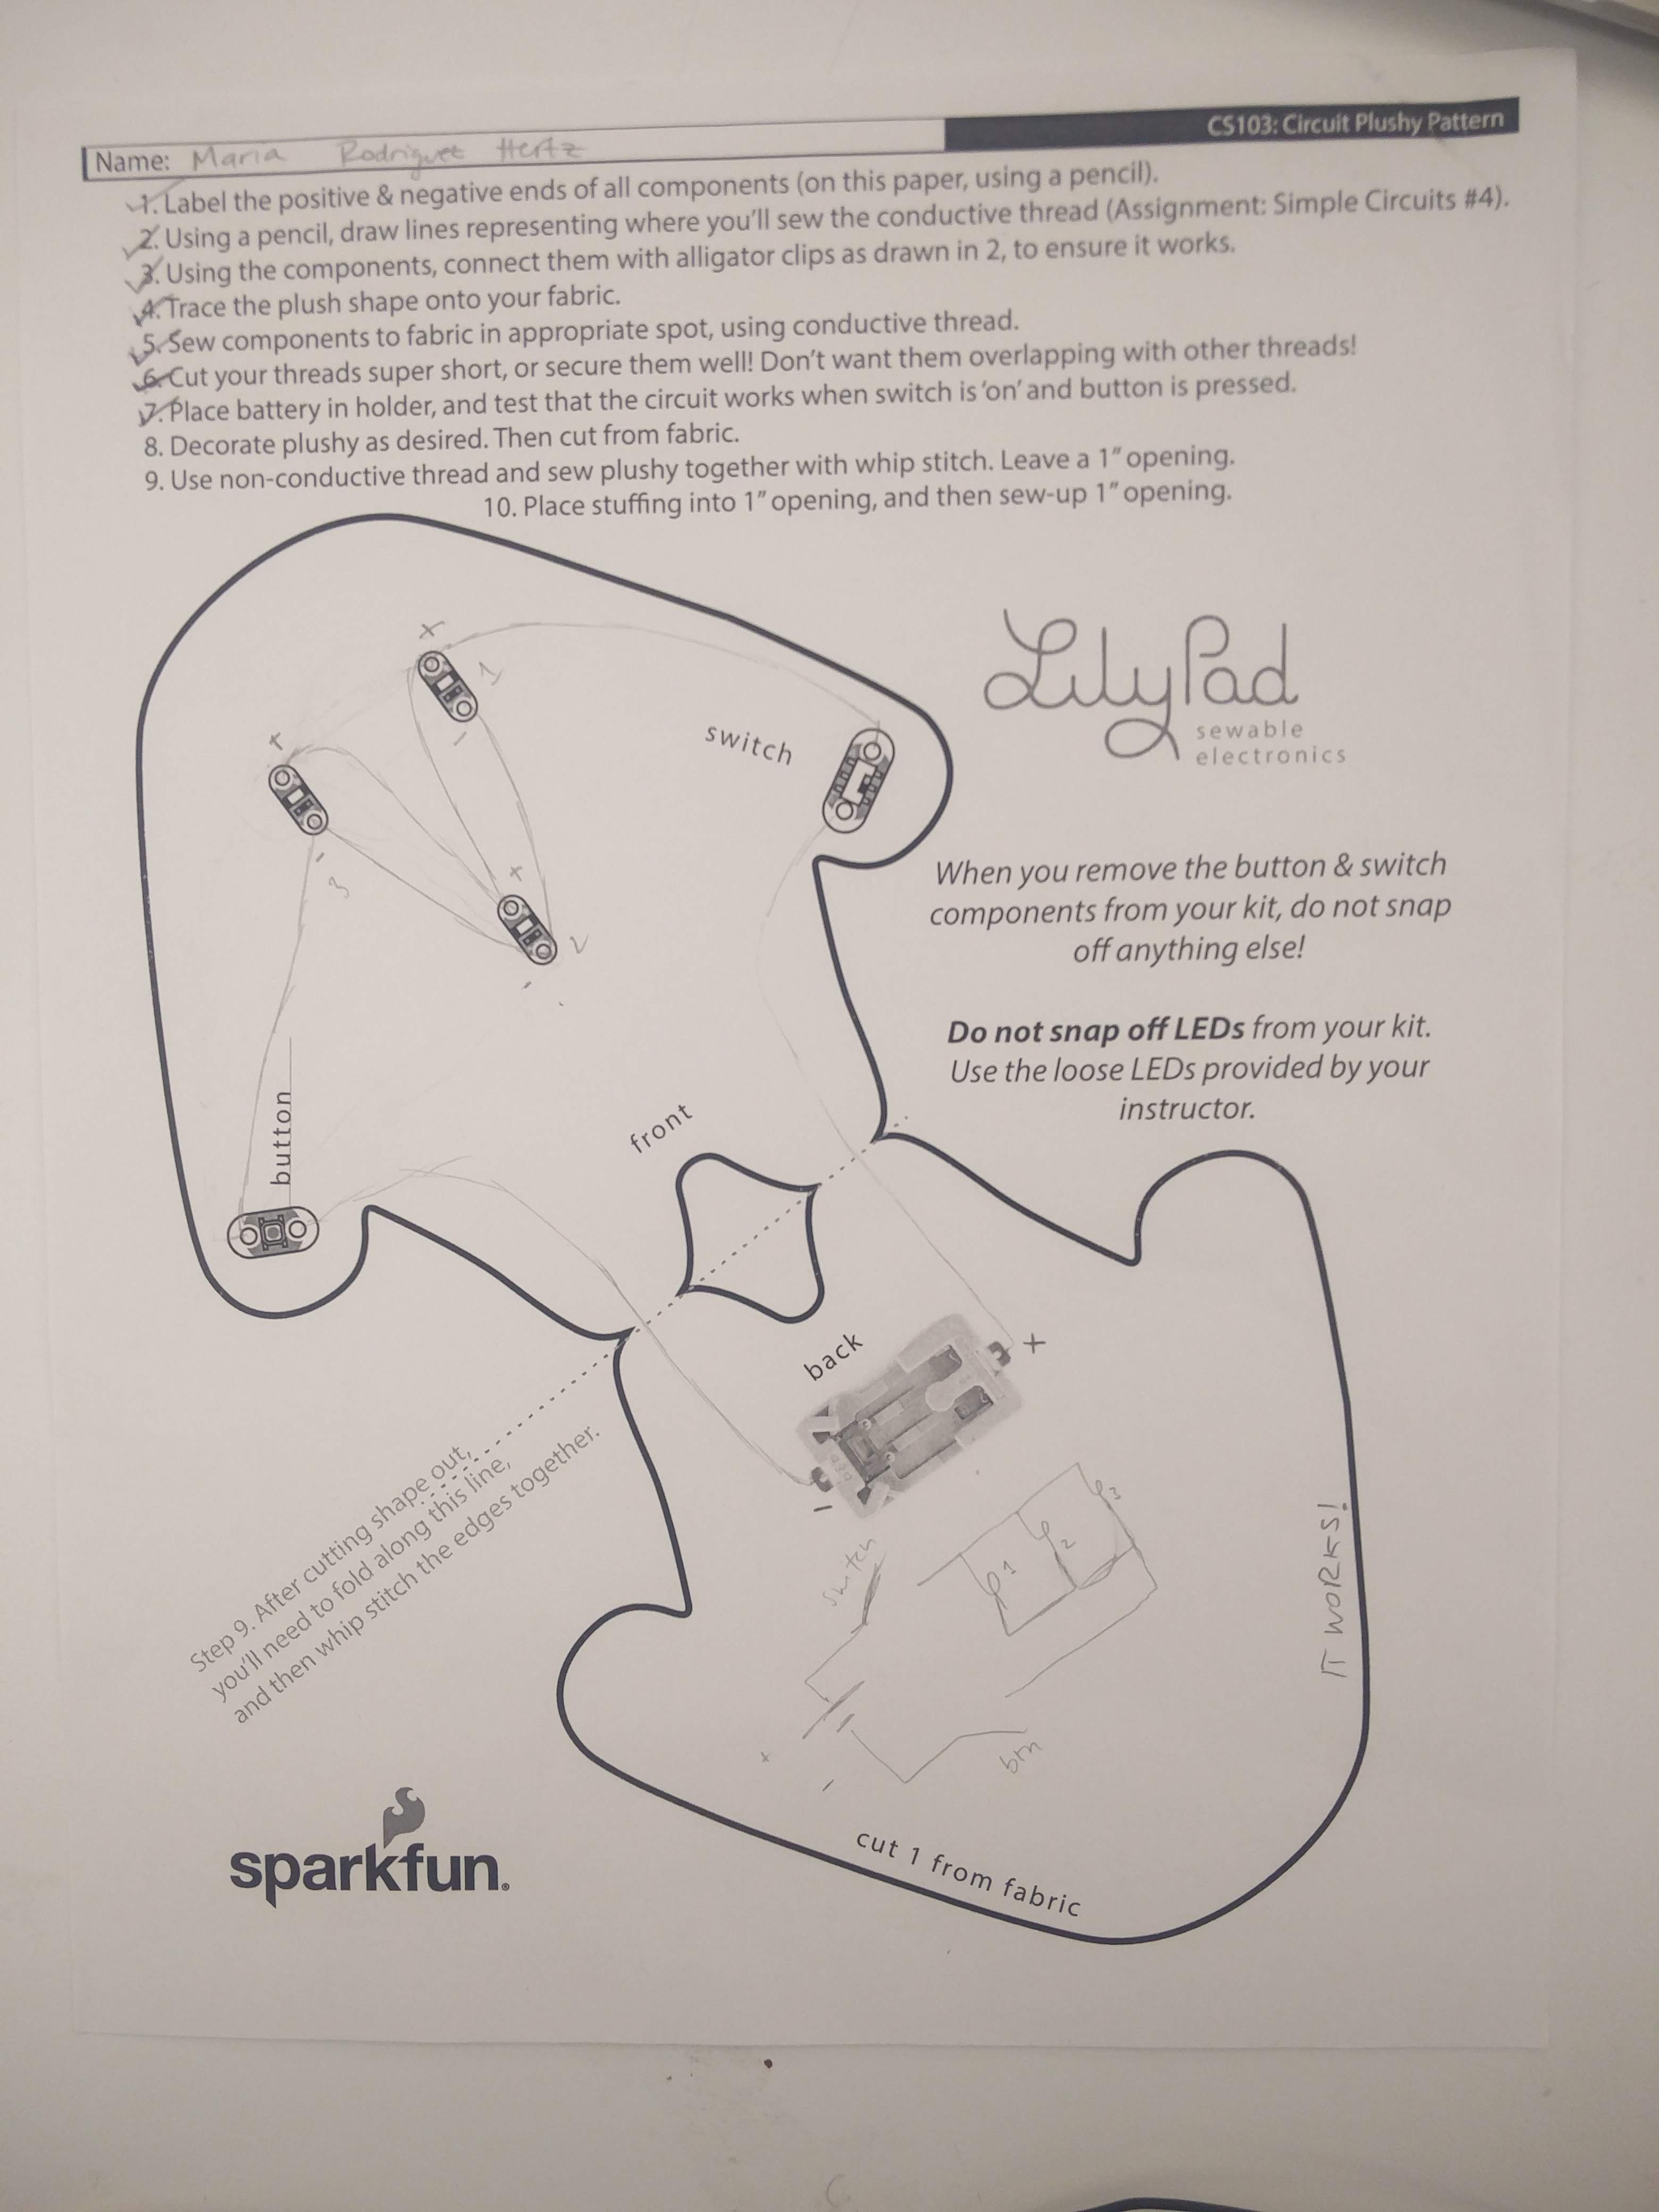 CS103: Circuit Plushy Pattern
Name: Maria Rodriguez Hertz
1. Label the positive & negative ends of all components (on this paper, using a pencil).
2. Using a pencil, draw lines representing where you'll sew the conductive thread (Assignment: Simple Circuits #4).
3. Using the components, connect them with alligator clips as drawn in 2, to ensure it works.
4. Trace the plush shape onto your fabric.
5. Sew components to fabric in appropriate spot, using conductive thread.
6. Cut your threads super short, or secure them well! Don't want them overlapping with other threads!
7. Place battery in holder, and test that the circuit works when switch is 'on' and button is pressed.
8. Decorate plushy as desired. Then cut from fabric.
9. Use non-conductive thread and sew plushy together with whip stitch. Leave a 1" opening.
10. Place stuffing into 1" opening, and then sew-up 1" opening.
LilyPad
sewable
electronics
+
1
-
switch
+
-
3
+
2
-
When you remove the button & switch
components from your kit, do not snap
off anything else!
Do not snap off LEDs from your kit.
Use the loose LEDs provided by your
instructor.
button
front
back
+
-
Step 9. After cutting shape out,
you'll need to fold along this line,
and then whip stitch the edges together.
switch
1
2
3
+
-
btn
IT WORKS!
cut 1 from fabric
sparkfun.